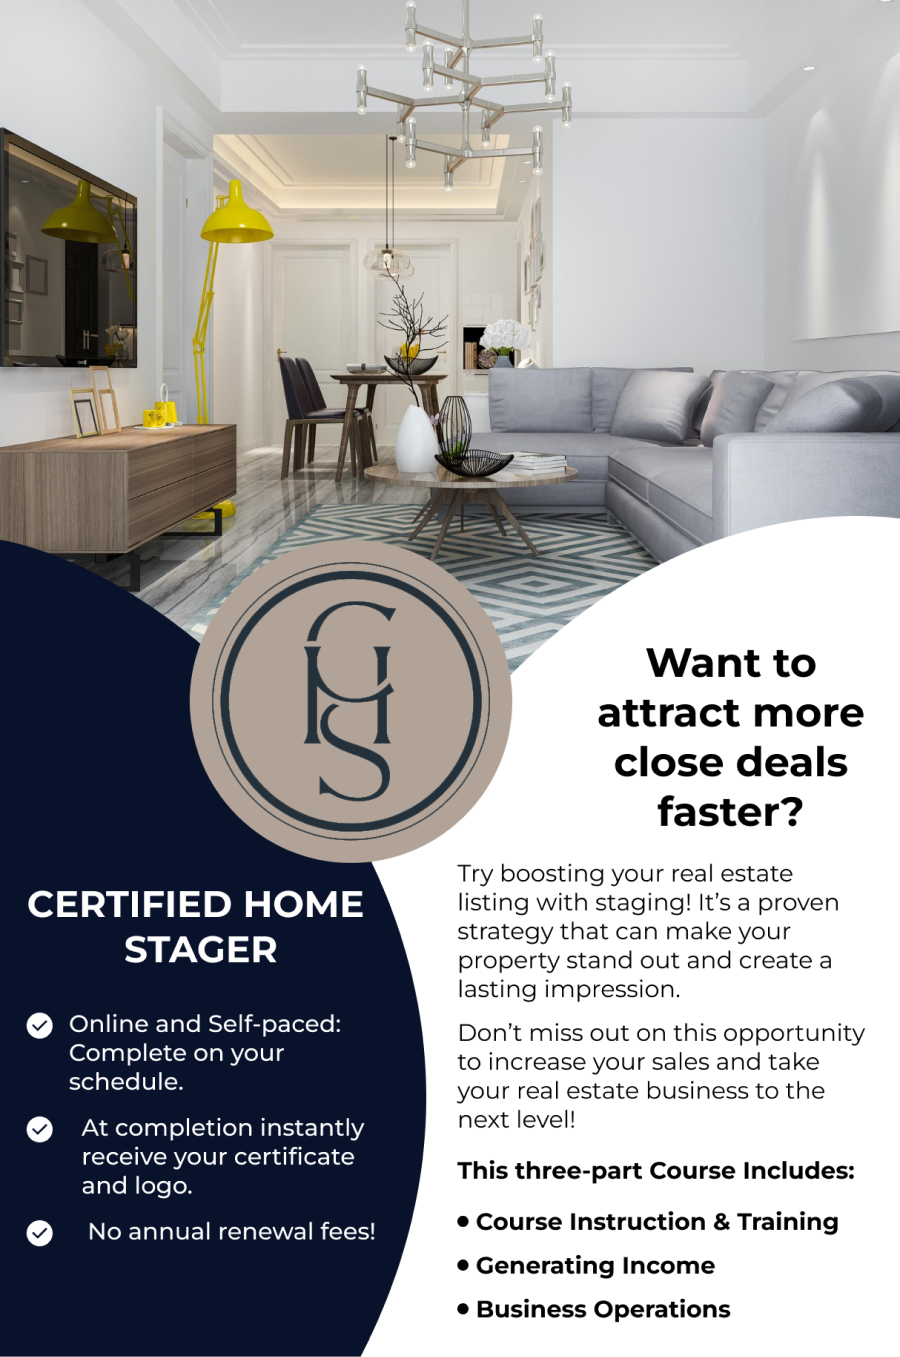 CHS
Want to
attract more
close deals
faster?
CERTIFIED HOME
STAGER
Online and Self-paced:
Complete on your
schedule.
At completion instantly
receive your certificate
and logo.
No annual renewal fees!
Try boosting your real estate
listing with staging! It’s a proven
strategy that can make your
property stand out and create a
lasting impression.
Don’t miss out on this opportunity
to increase your sales and take
your real estate business to the
next level!
This three-part Course Includes:
• Course Instruction & Training
• Generating Income
• Business Operations